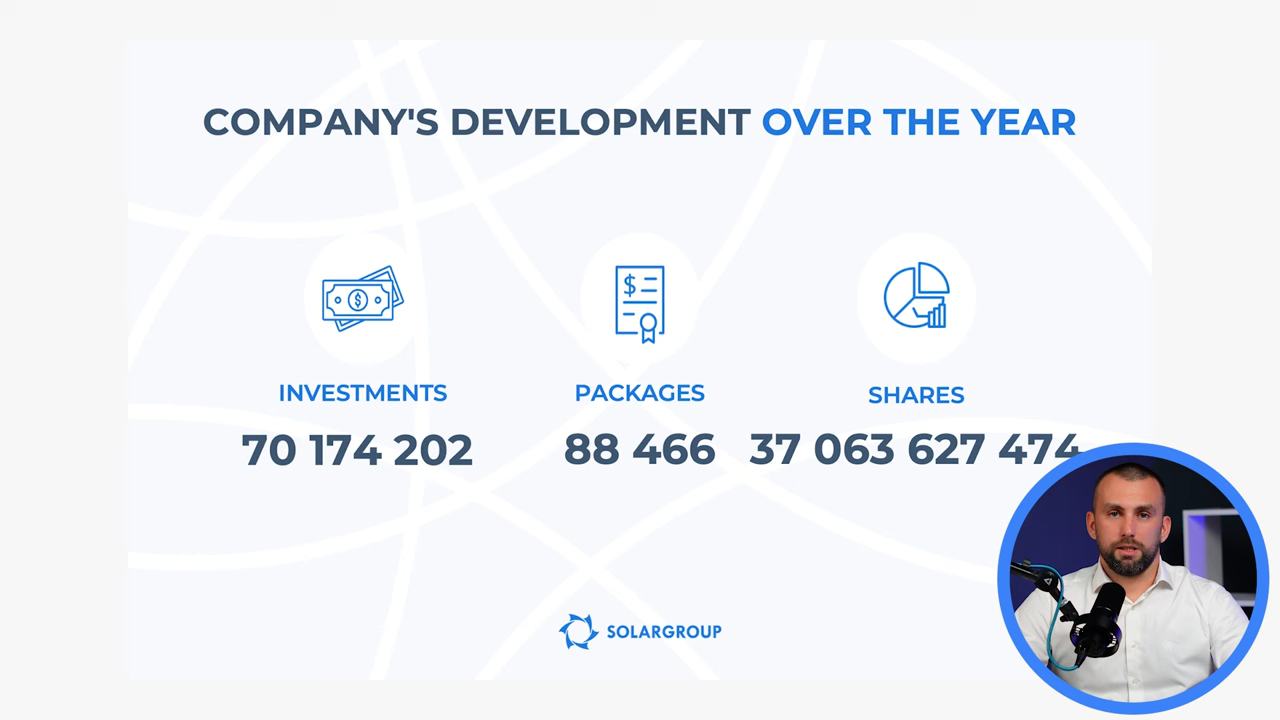 COMPANY'S DEVELOPMENT OVER THE YEAR
INVESTMENTS
70 174 202
PACKAGES
88 466
SHARES
37 063 627 474
SOLARGROUP